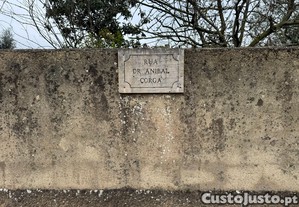 RUA
DR. ANIBAL
CORGA
CustoJusto.pt